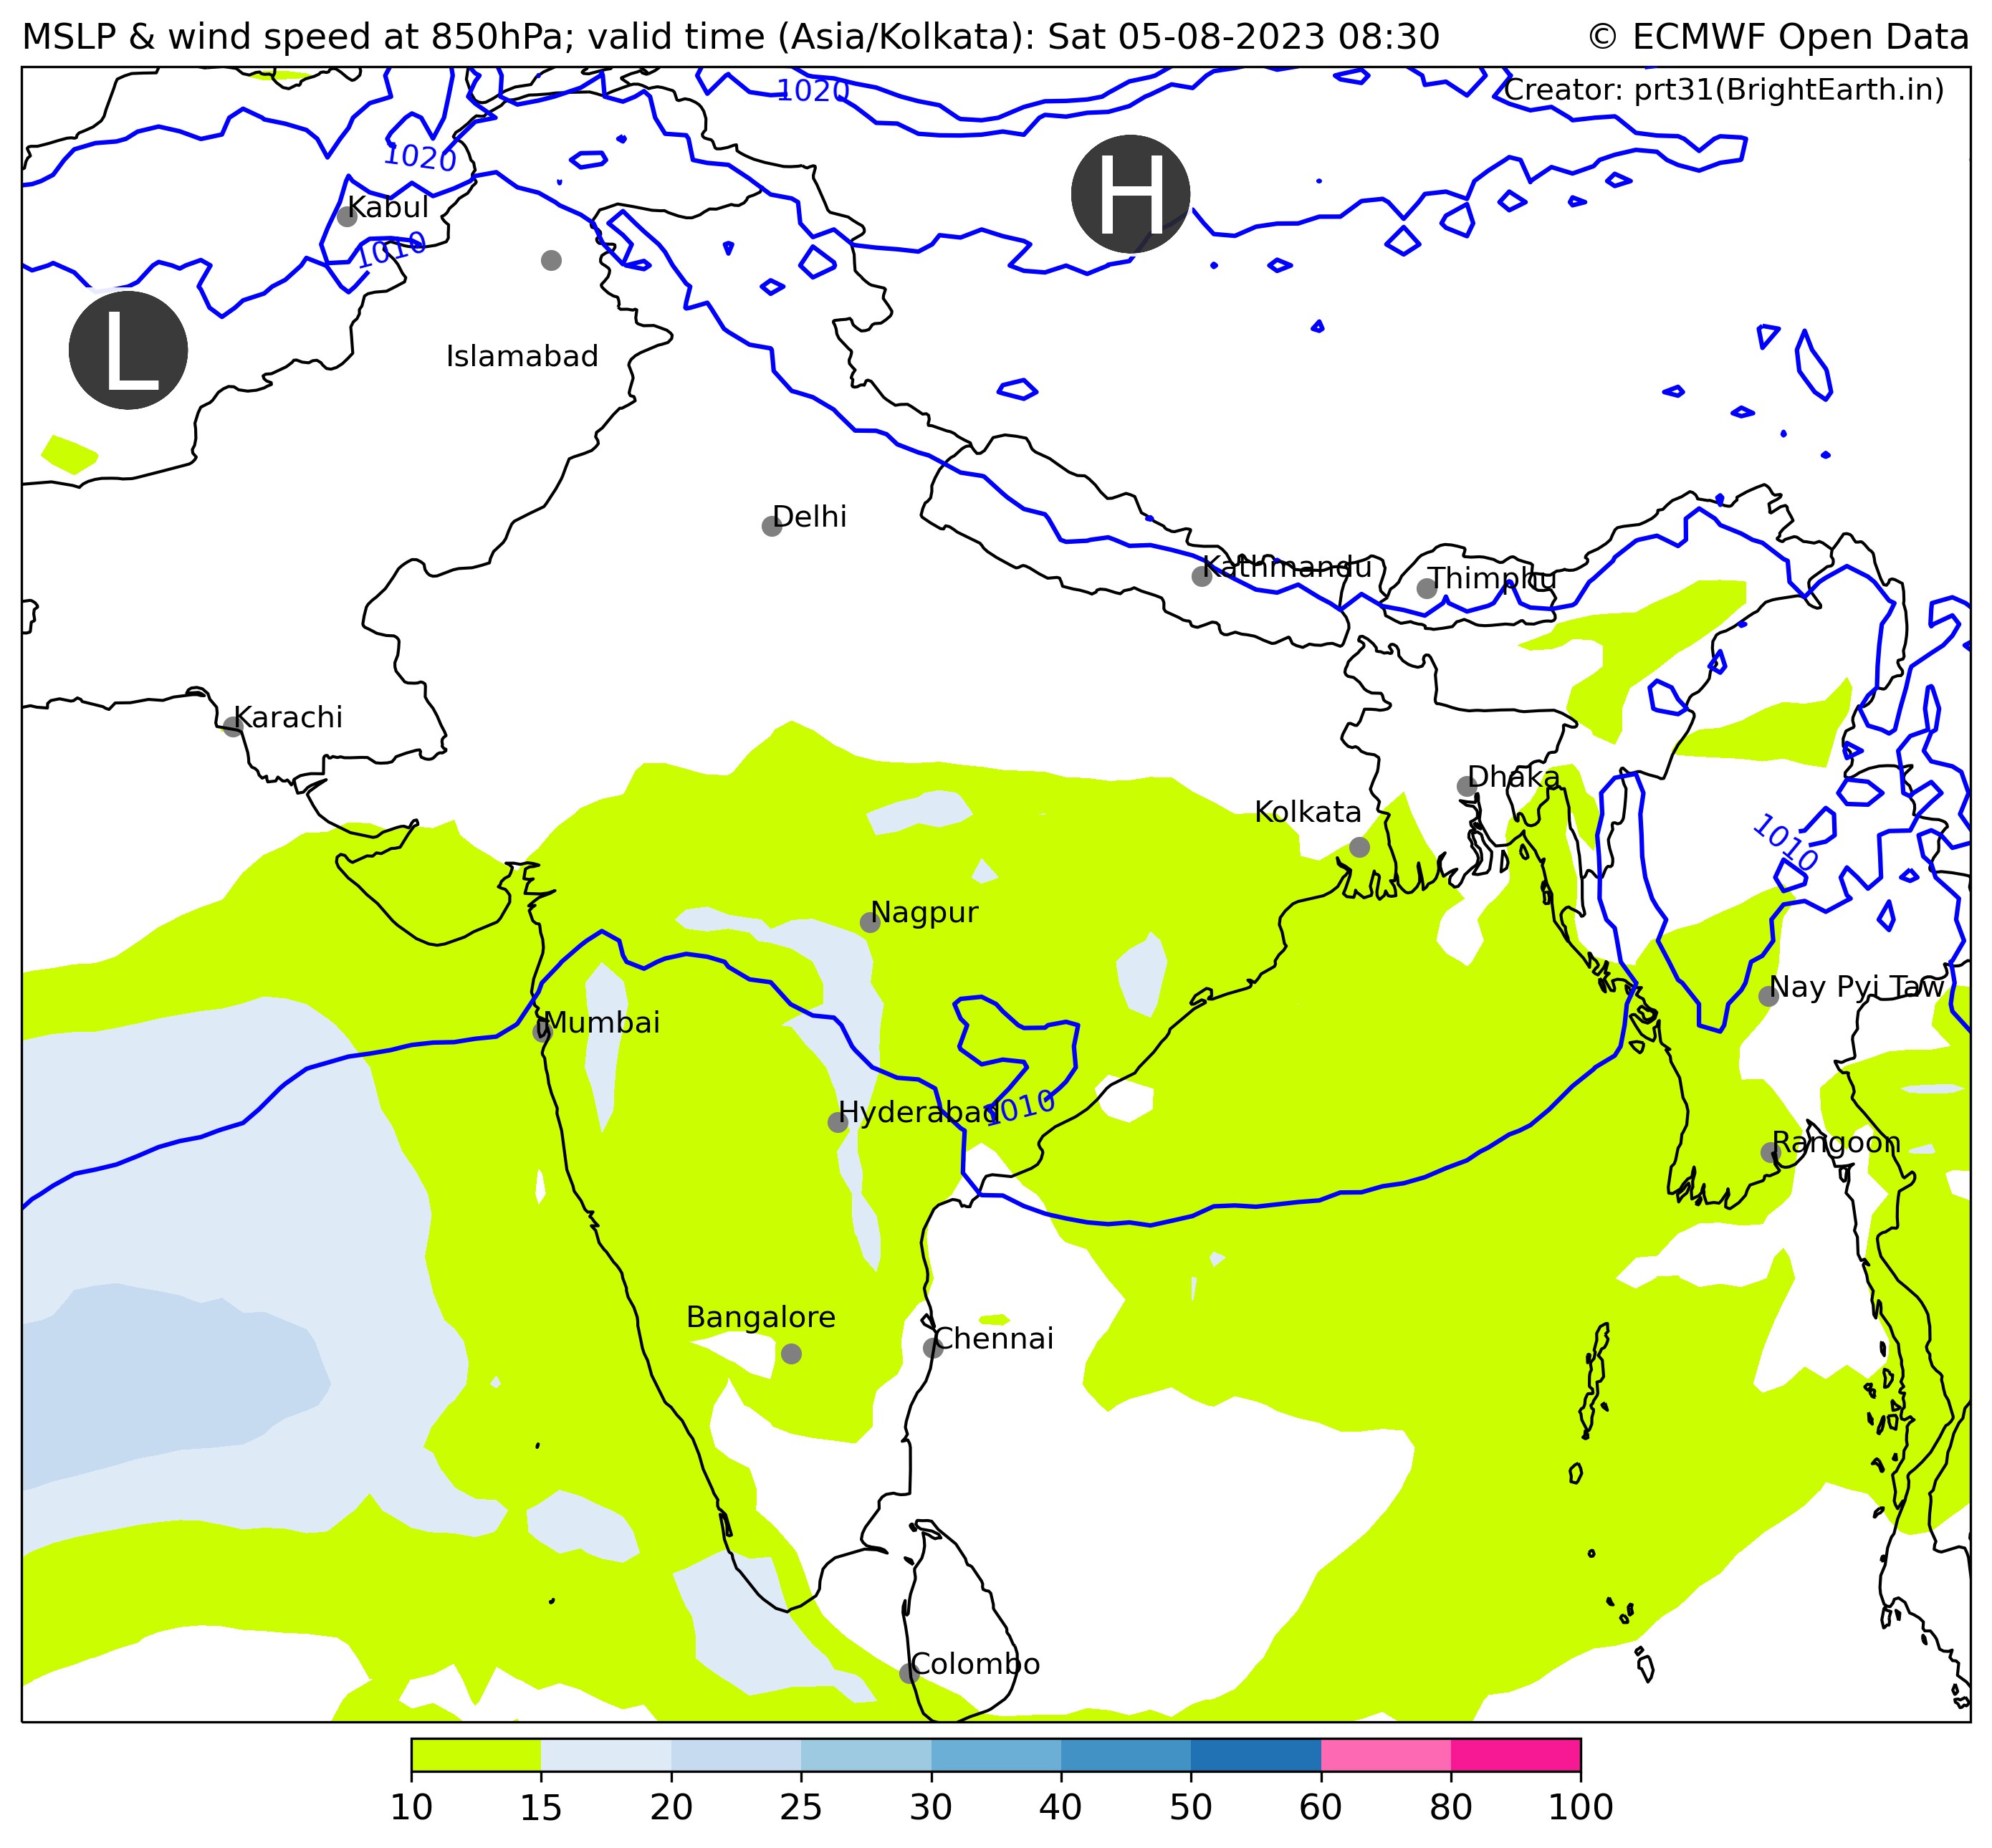 MSLP & wind speed at 850hPa; valid time (Asia/Kolkata): Sat 05-08-2023 08:30
© ECMWF Open Data
Creator: prt31(BrightEarth.in)
1020
H
1020
Kabul
1010
L
Islamabad
Delhi
Kathmandu
Thimphu
Karachi
Dhaka
Kolkata
1010
Nagpur
Nay Pyi Taw
Mumbai
Hyderabad
1010
Rangoon
Bangalore
Chennai
Colombo
10 15 20 25 30 40 50 60 80 100